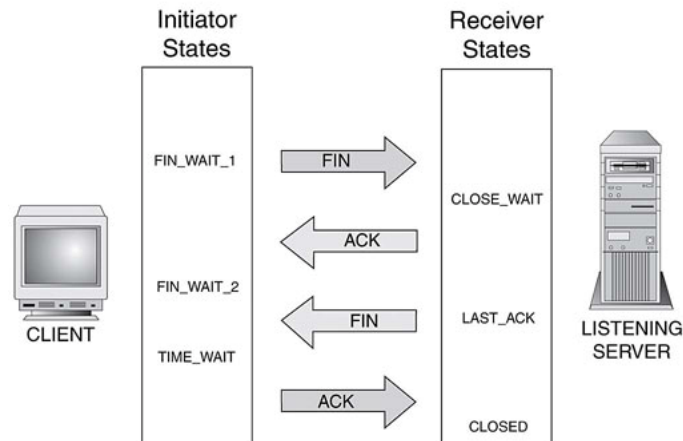 Initiator
States
Receiver
States
FIN_WAIT_1
FIN
CLOSE_WAIT
ACK
FIN_WAIT_2
FIN
LAST_ACK
CLIENT
LISTENING
SERVER
TIME_WAIT
ACK
CLOSED